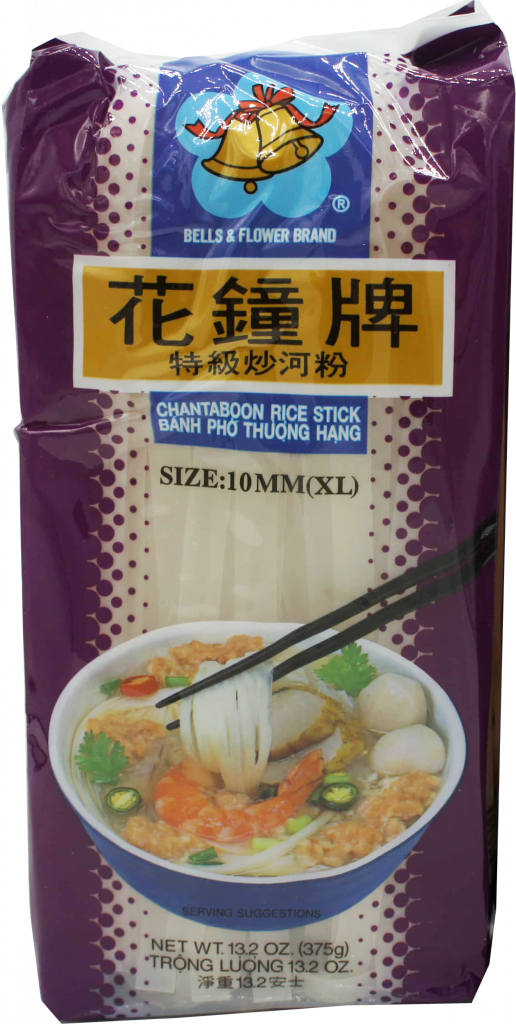 ®
BELLS & FLOWER BRAND
花鐘牌
特級炒河粉
CHANTABOON RICE STICK
BÁNH PHỞ THUỢNG HẠNG
SIZE:10MM(XL)
SERVING SUGGESTIONS
NET WT. 13.2 OZ. (375g)
TRỌNG LUỢNG 13.2 OZ.
淨重13.2安士